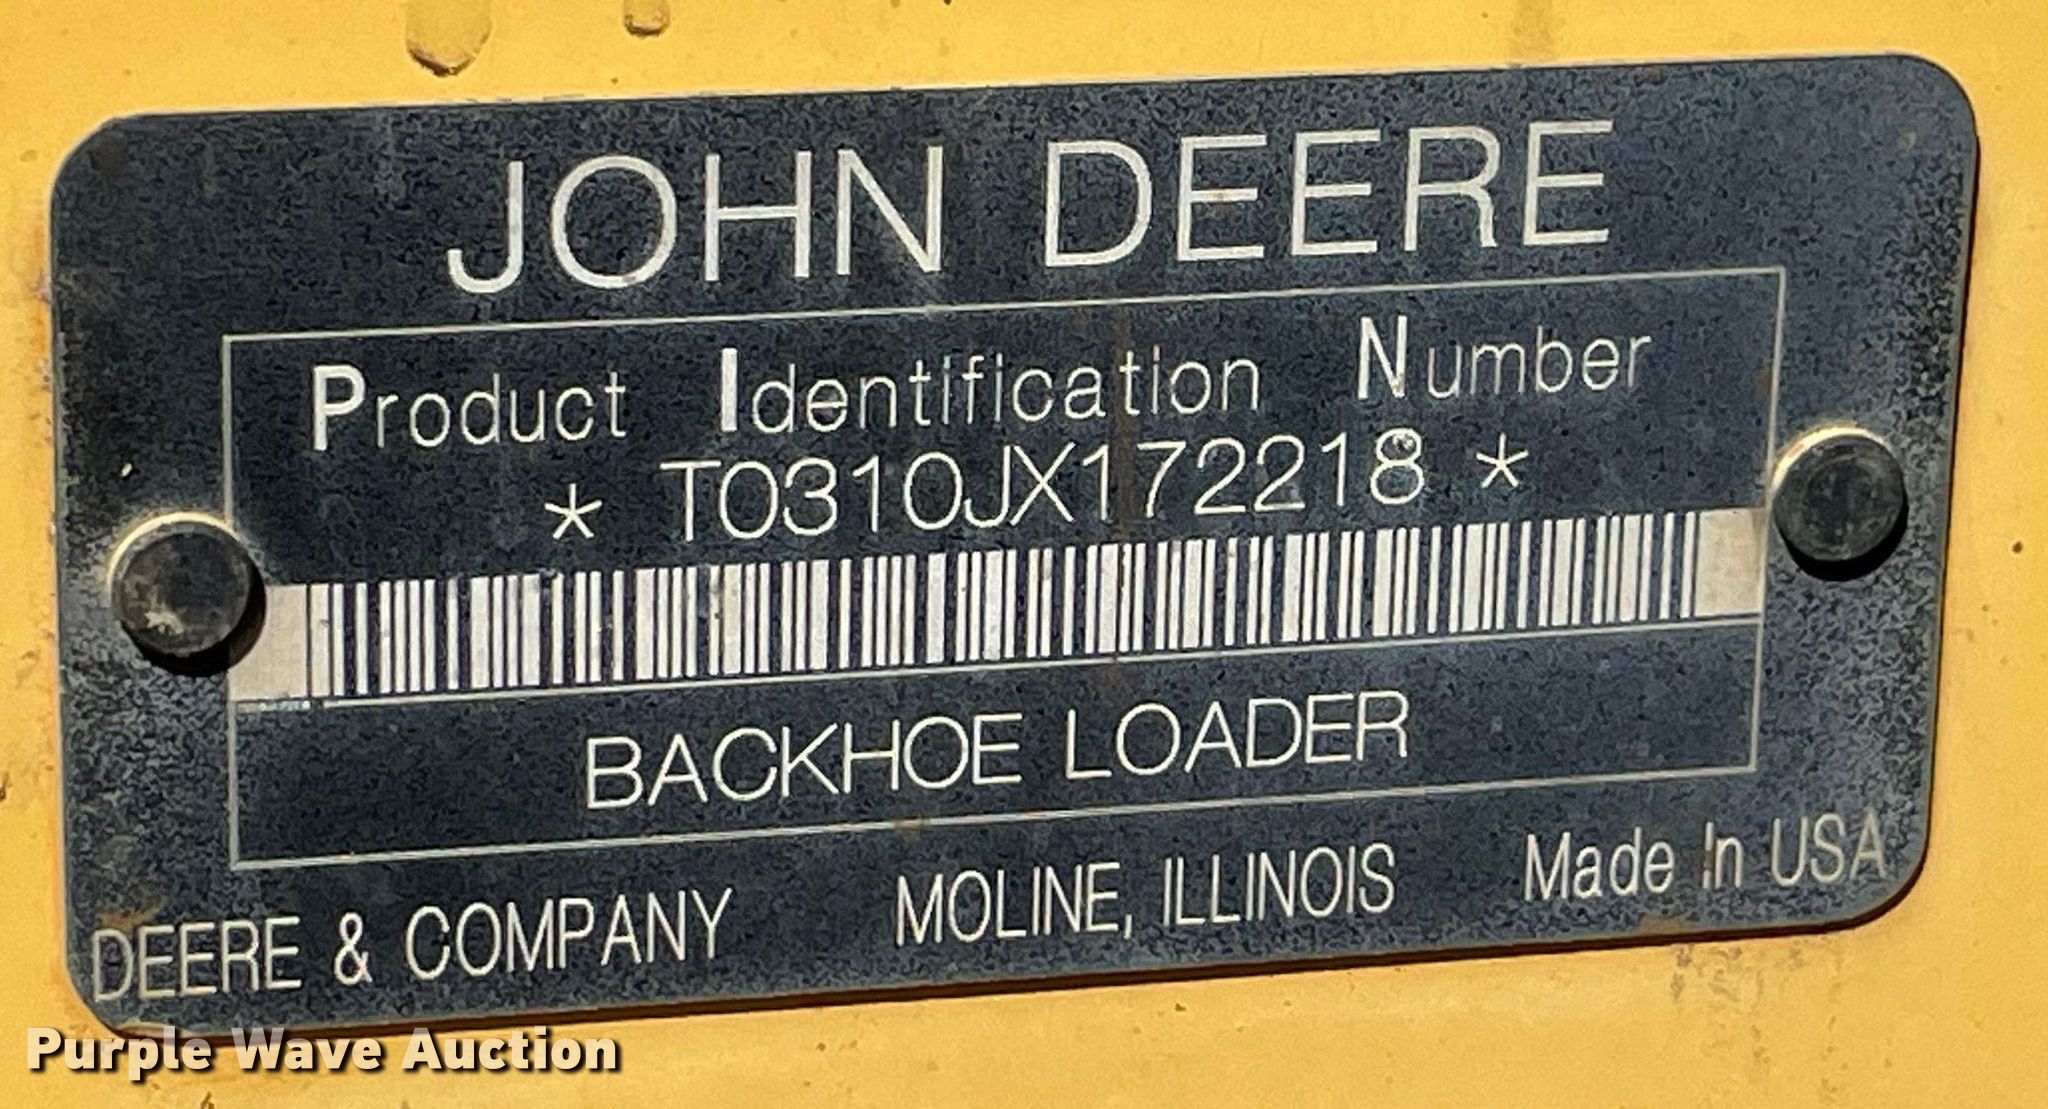 JOHN DEERE
Product Identification Number
* T0310JX172218 *
BACKHOE LOADER
DEERE & COMPANY MOLINE, ILLINOIS Made In USA
Purple Wave Auction